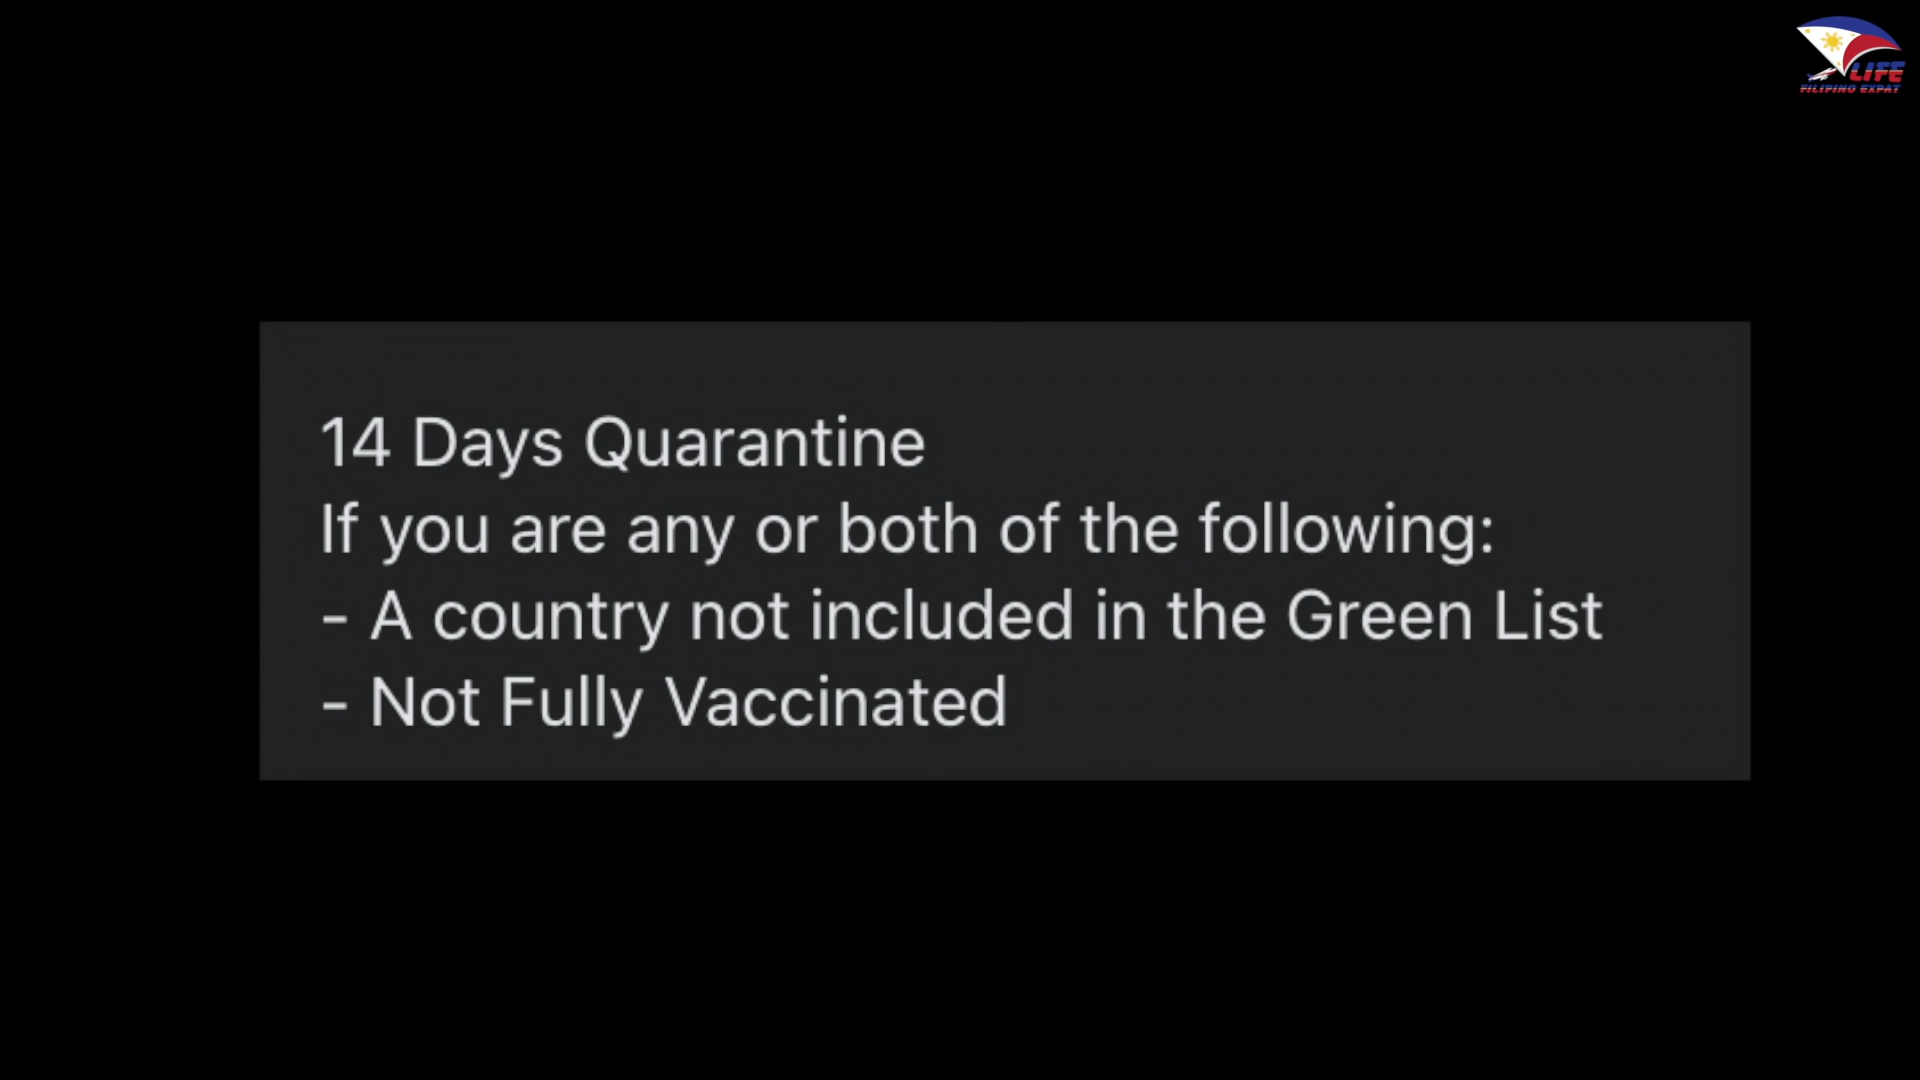 LIFE
FILIPINO EXPAT
14 Days Quarantine
If you are any or both of the following:
- A country not included in the Green List
- Not Fully Vaccinated